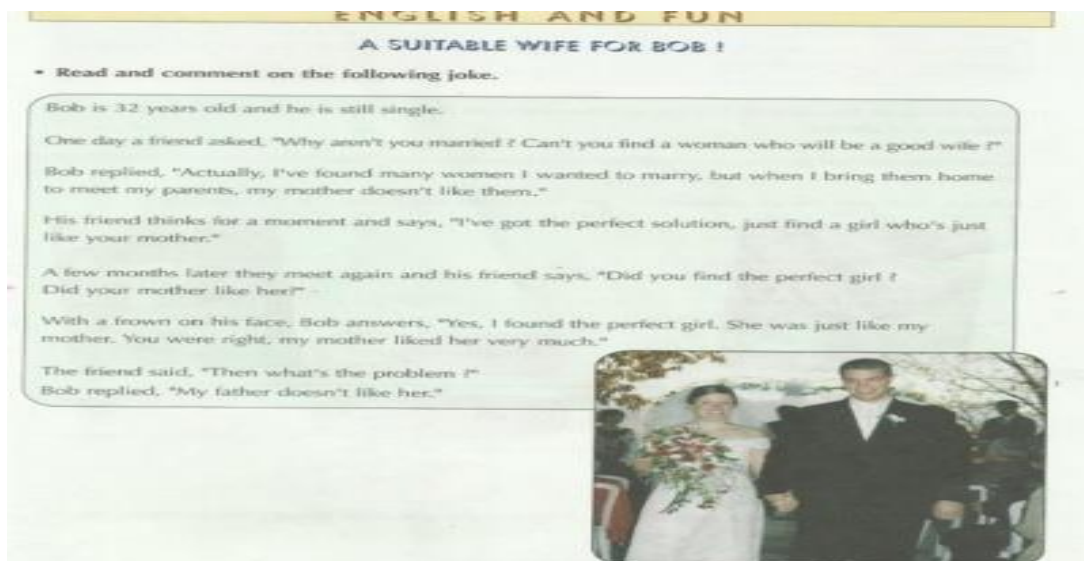 ENGLISH AND FUN
A SUITABLE WIFE FOR BOB !
• Read and comment on the following joke.
Bob is 32 years old and he is still single.
One day a friend asked, "Why aren't you married ? Can't you find a woman who will be a good wife ?"
Bob replied, "Actually, I've found many women I wanted to marry, but when I bring them home
to meet my parents, my mother doesn't like them."
His friend thinks for a moment and says, "I've got the perfect solution, just find a girl who's just
like your mother."
A few months later they meet again and his friend says, "Did you find the perfect girl ?
Did your mother like her?"
With a frown on his face, Bob answers, "Yes, I found the perfect girl. She was just like my
mother. You were right, my mother liked her very much."
The friend said, "Then what's the problem ?"
Bob replied, "My father doesn't like her."